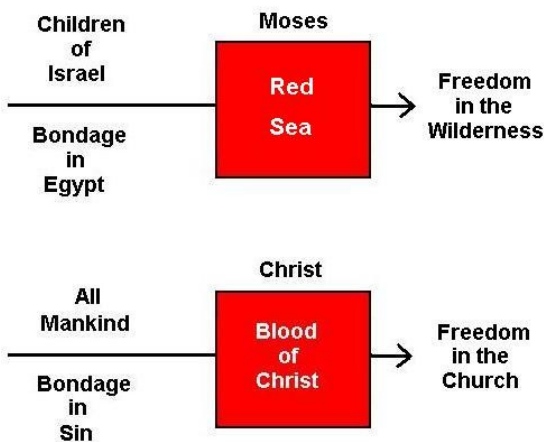 Children
of
Israel
Moses
Red
Sea
Freedom
in the
Wilderness
Bondage
in
Egypt
Christ
All
Mankind
Blood
of
Christ
Freedom
in the
Church
Bondage
in
Sin